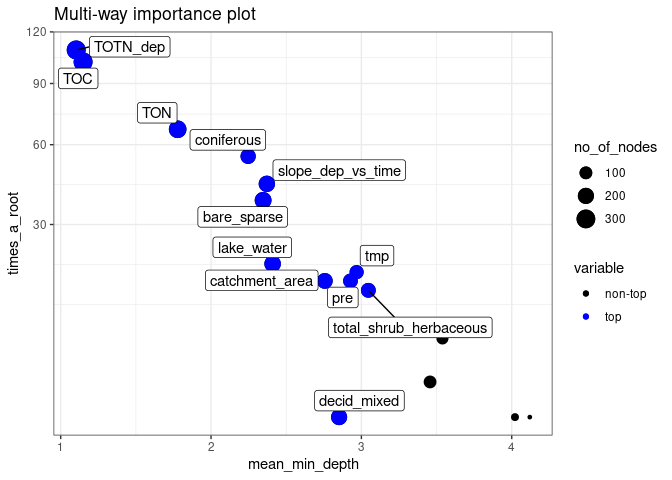 Multi-way importance plot
120
90
60
30
times_a_root
TOTN_dep
TOC
TON
coniferous
slope_dep_vs_time
bare_sparse
lake_water
tmp
catchment_area
pre
total_shrub_herbaceous
decid_mixed
1
2
3
4
mean_min_depth
no_of_nodes
100
200
300
variable
non-top
top